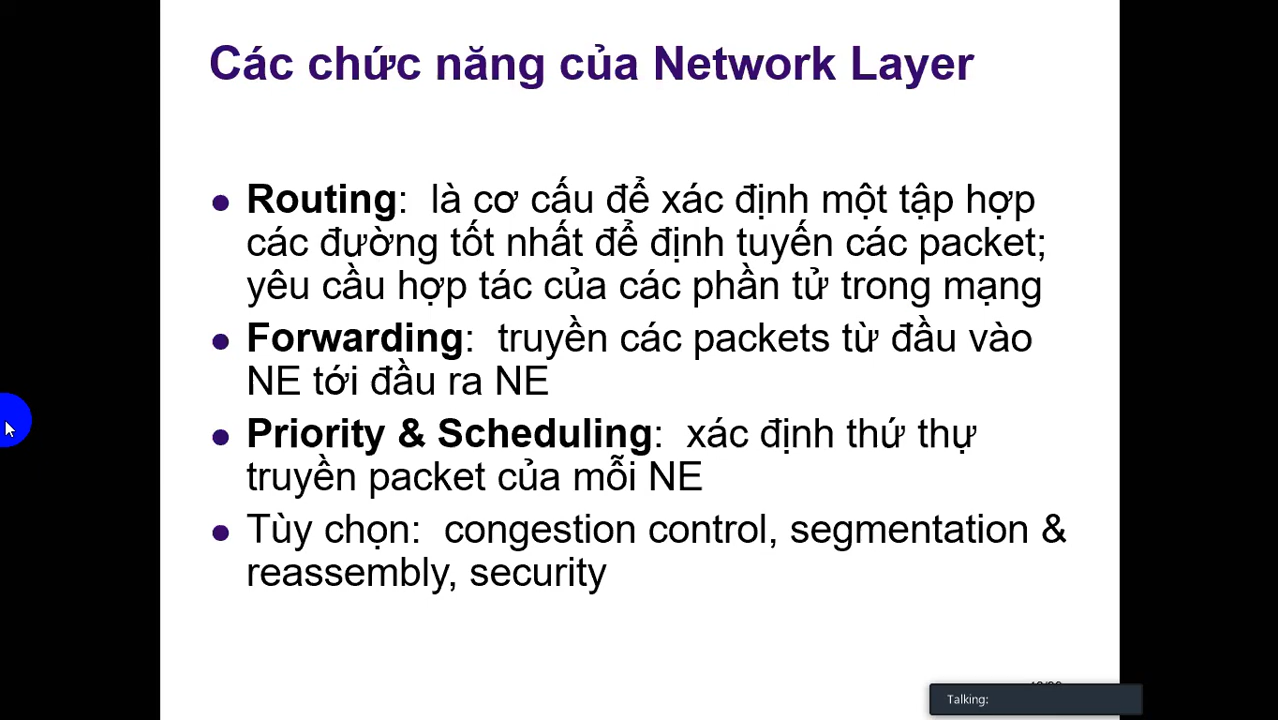 Các chức năng của Network Layer
Routing: là cơ cấu để xác định một tập hợp
các đường tốt nhất để định tuyến các packet;
yêu cầu hợp tác của các phần tử trong mạng
Forwarding: truyền các packets từ đầu vào
NE tới đầu ra NE
Priority & Scheduling: xác định thứ thự
truyền packet của mỗi NE
Tùy chọn: congestion control, segmentation &
reassembly, security
Talking: